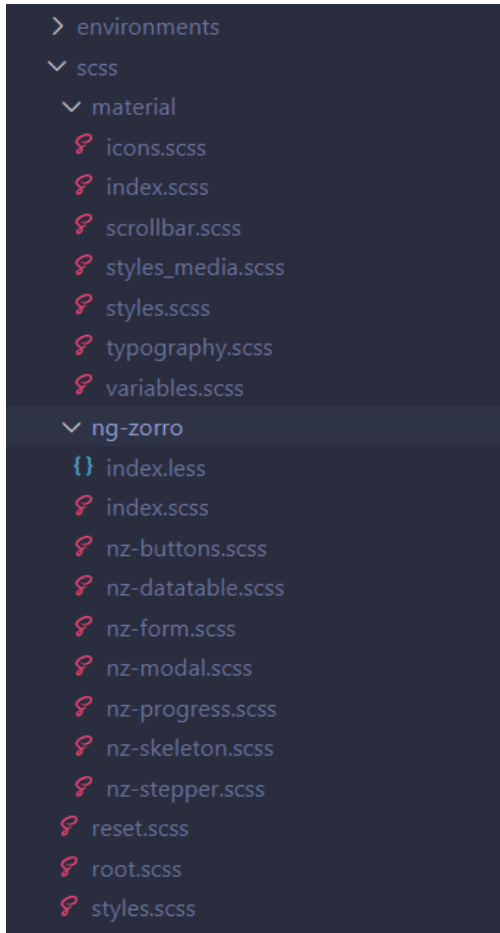 environments
scss
material
icons.scss
index.scss
scrollbar.scss
styles_media.scss
styles.scss
typography.scss
variables.scss
ng-zorro
index.less
index.scss
nz-buttons.scss
nz-datatable.scss
nz-form.scss
nz-modal.scss
nz-progress.scss
nz-skeleton.scss
nz-stepper.scss
reset.scss
root.scss
styles.scss